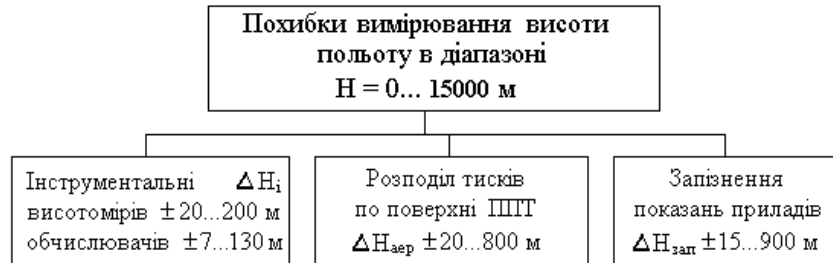 Похибки вимірювання висоти
польоту в діапазоні
Н = 0... 15000 м
Інструментальні ΔHᵢ
висотомірів ±20...200 м
обчислювачів ±7...130 м
Розподіл тисків
по поверхні ППТ
ΔHаер ±20...800 м
Запізнення
показань приладів
ΔHзап ±15...900 м